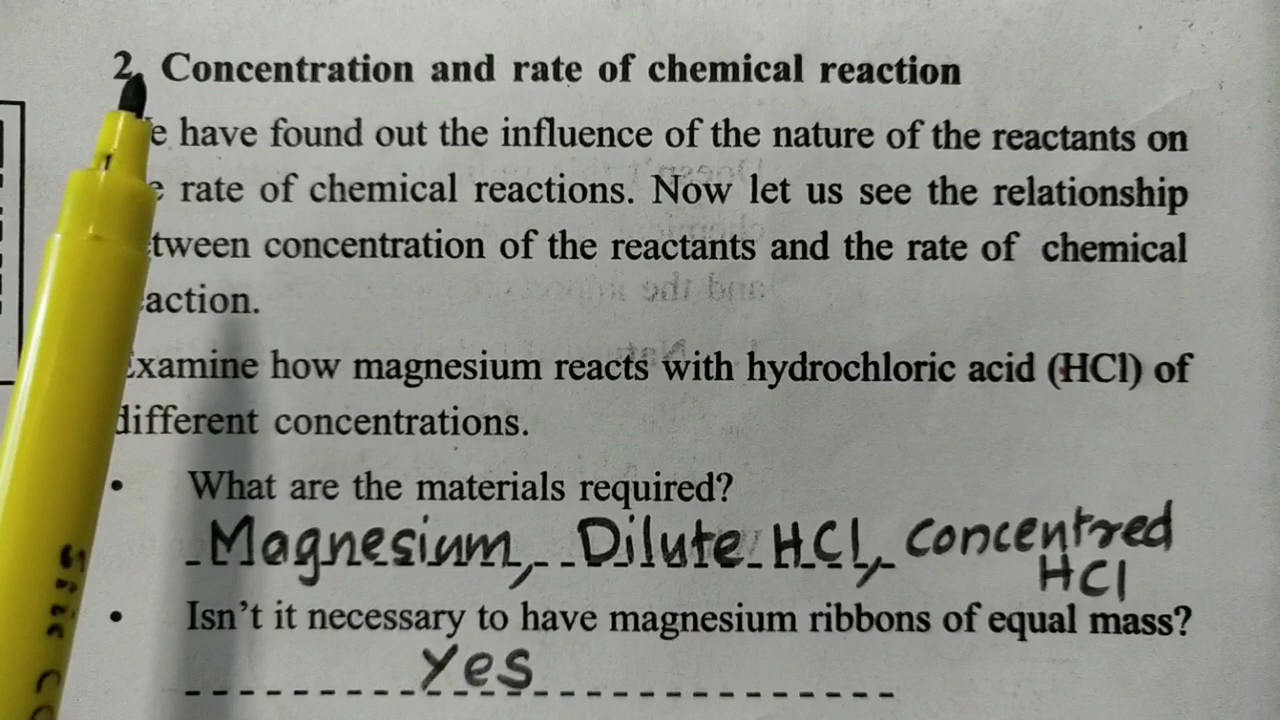 2. Concentration and rate of chemical reaction
e have found out the influence of the nature of the reactants on
e rate of chemical reactions. Now let us see the relationship
tween concentration of the reactants and the rate of chemical
action.
xamine how magnesium reacts with hydrochloric acid (HCl) of
different concentrations.
• What are the materials required?
Magnesium, Dilute HCl, concentred
HCl
• Isn't it necessary to have magnesium ribbons of equal mass?
Yes